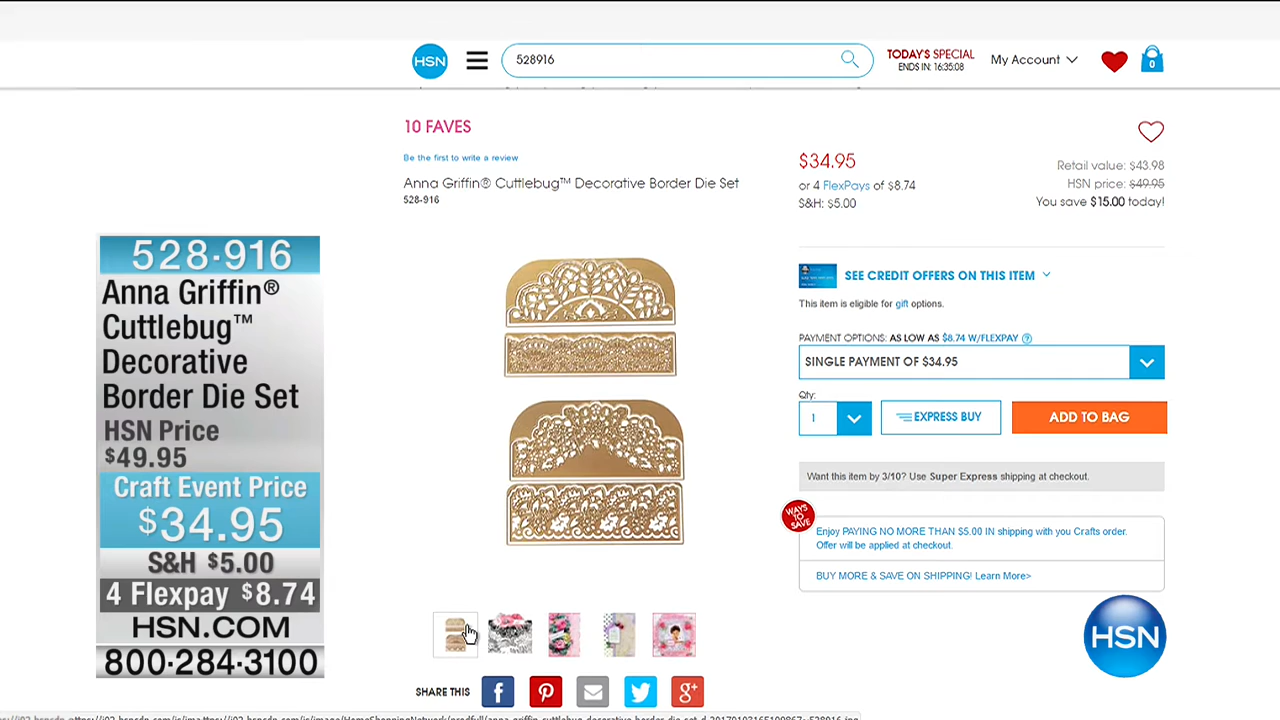 HSN
528916
TODAY'S SPECIAL
ENDS IN: 16:35:08
My Account
0
10 FAVES
Be the first to write a review
Anna Griffin® Cuttlebug™ Decorative Border Die Set
528-916
$34.95
or 4 FlexPays of $8.74
S&H: $5.00
Retail value: $43.98
HSN price: $49.95
You save $15.00 today!
SEE CREDIT OFFERS ON THIS ITEM
This item is eligible for gift options.
PAYMENT OPTIONS: AS LOW AS $8.74 W/FLEXPAY ?
SINGLE PAYMENT OF $34.95
Qty:
1
EXPRESS BUY
ADD TO BAG
Want this item by 3/10? Use Super Express shipping at checkout.
WAYS
TO
SAVE
Enjoy PAYING NO MORE THAN $5.00 IN shipping with you Crafts order.
Offer will be applied at checkout.
BUY MORE & SAVE ON SHIPPING! Learn More>
528·916
Anna Griffin®
Cuttlebug™
Decorative
Border Die Set
HSN Price
$49.95
Craft Event Price
$34.95
S&H $5.00
4 Flexpay $8.74
HSN.COM
800·284·3100
SHARE THIS
HSN